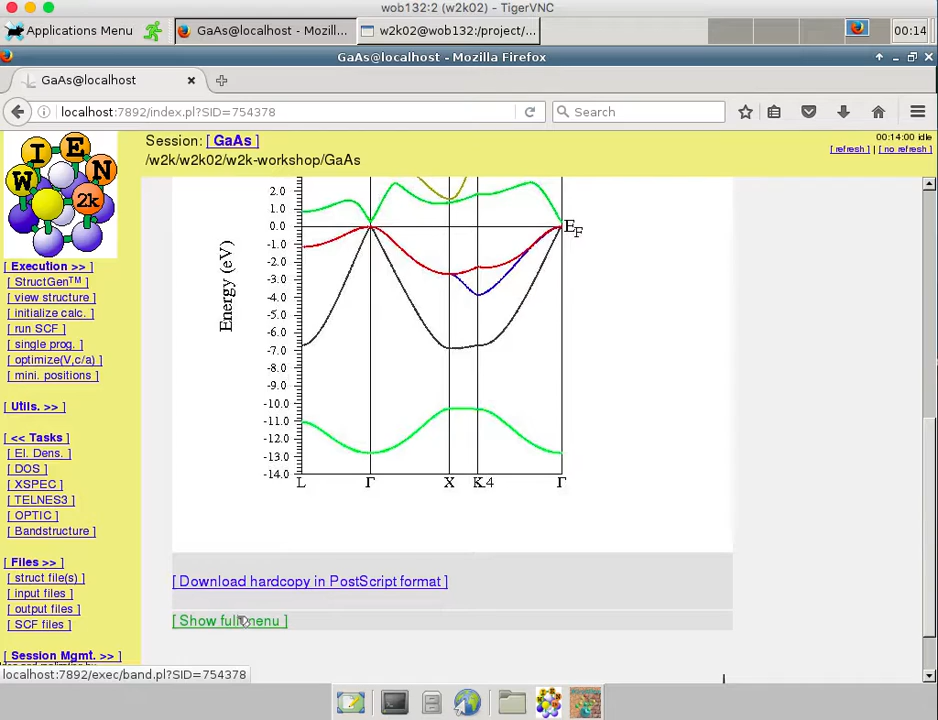 wob132:2 (w2k02) - TigerVNC
Applications Menu
GaAs@localhost - Mozill...
w2k02@wob132:/project/...
00:14
GaAs@localhost - Mozilla Firefox
GaAs@localhost
localhost:7892/index.pl?SID=754378
Search
WIEN
2k
Session: [ GaAs ]
/w2k/w2k02/w2k-workshop/GaAs
00:14:00 idle
[ refresh ] [ no refresh ]
Execution >>
[ StructGen™ ]
[ view structure ]
[ initialize calc. ]
[ run SCF ]
[ single prog. ]
[ optimize(V,c/a) ]
[ mini. positions ]
[ Utils. >> ]
[ << Tasks ]
[ El. Dens. ]
[ DOS ]
[ XSPEC ]
[ TELNES3 ]
[ OPTIC ]
[ Bandstructure ]
[ Files >> ]
[ struct file(s) ]
[ input files ]
[ output files ]
[ SCF files ]
[ Session Mgmt. >> ]
Energy (eV)
2.0
1.0
0.0
-1.0
-2.0
-3.0
-4.0
-5.0
-6.0
-7.0
-8.0
-9.0
-10.0
-11.0
-12.0
-13.0
-14.0
EF
L Γ X K.4 Γ
[ Download hardcopy in PostScript format ]
[ Show full menu ]
localhost:7892/exec/band.pl?SID=754378